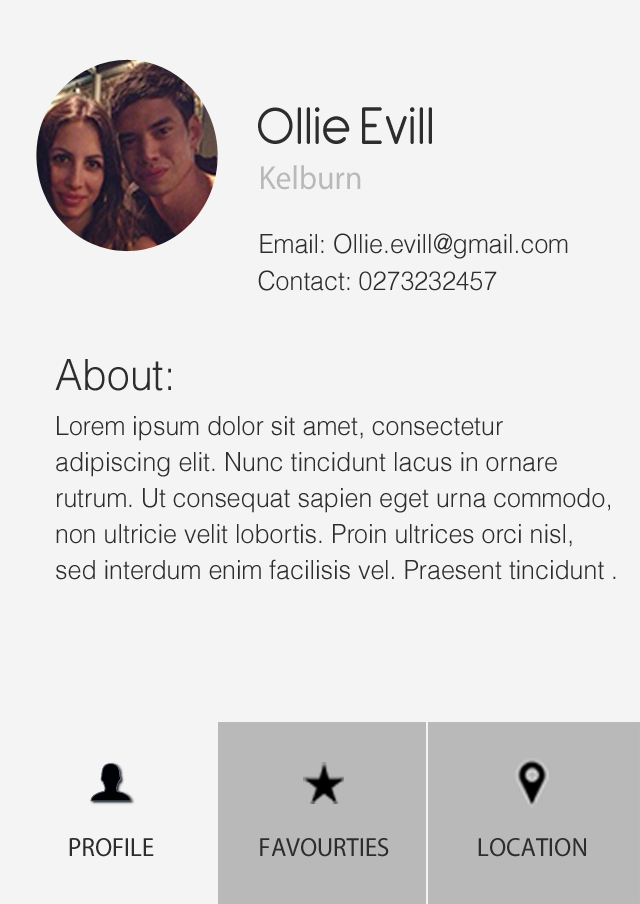 Ollie Evill
Kelburn
Email: Ollie.evill@gmail.com
Contact: 0273232457
About:
Lorem ipsum dolor sit amet, consectetur
adipiscing elit. Nunc tincidunt lacus in ornare
rutrum. Ut consequat sapien eget urna commodo,
non ultricie velit lobortis. Proin ultrices orci nisl,
sed interdum enim facilisis vel. Praesent tincidunt .
PROFILE
FAVOURTIES
LOCATION